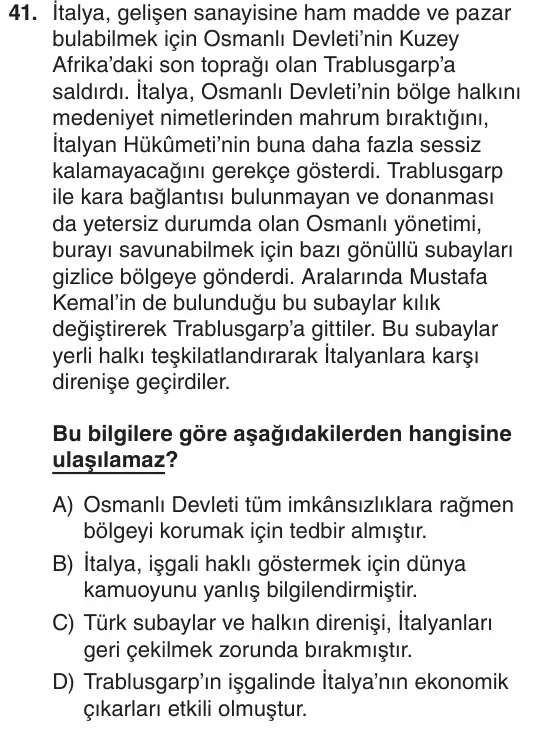 41. İtalya, gelişen sanayisine ham madde ve pazar
bulabilmek için Osmanlı Devleti’nin Kuzey
Afrika’daki son toprağı olan Trablusgarp’a
saldırdı. İtalya, Osmanlı Devleti’nin bölge halkını
medeniyet nimetlerinden mahrum bıraktığını,
İtalyan Hükûmeti’nin buna daha fazla sessiz
kalamayacağını gerekçe gösterdi. Trablusgarp
ile kara bağlantısı bulunmayan ve donanması
da yetersiz durumda olan Osmanlı yönetimi,
burayı savunabilmek için bazı gönüllü subayları
gizlice bölgeye gönderdi. Aralarında Mustafa
Kemal’in de bulunduğu bu subaylar kılık
değiştirerek Trablusgarp’a gittiler. Bu subaylar
yerli halkı teşkilatlandırarak İtalyanlara karşı
direnişe geçirdiler.
Bu bilgilere göre aşağıdakilerden hangisine
ulaşılamaz?
A) Osmanlı Devleti tüm imkânsızlıklara rağmen
bölgeyi korumak için tedbir almıştır.
B) İtalya, işgali haklı göstermek için dünya
kamuoyunu yanlış bilgilendirmiştir.
C) Türk subaylar ve halkın direnişi, İtalyanları
geri çekilmek zorunda bırakmıştır.
D) Trablusgarp’ın işgalinde İtalya’nın ekonomik
çıkarları etkili olmuştur.